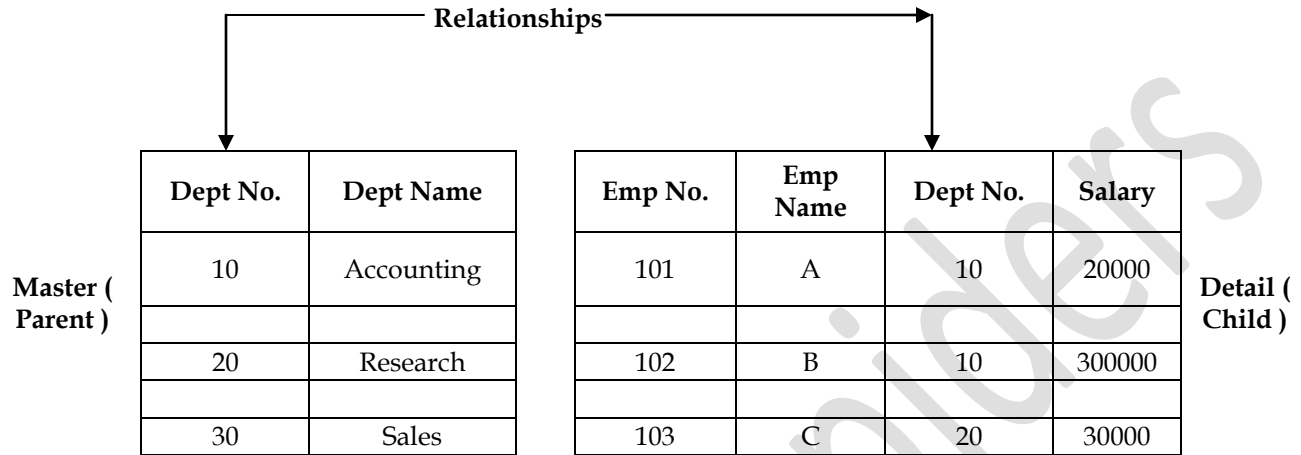 Relationships
Dept No. Dept Name
10 Accounting
20 Research
30 Sales
Master (
Parent )
Emp No. Emp Name Dept No. Salary
101 A 10 20000
102 B 10 300000
103 C 20 30000
Detail (
Child )